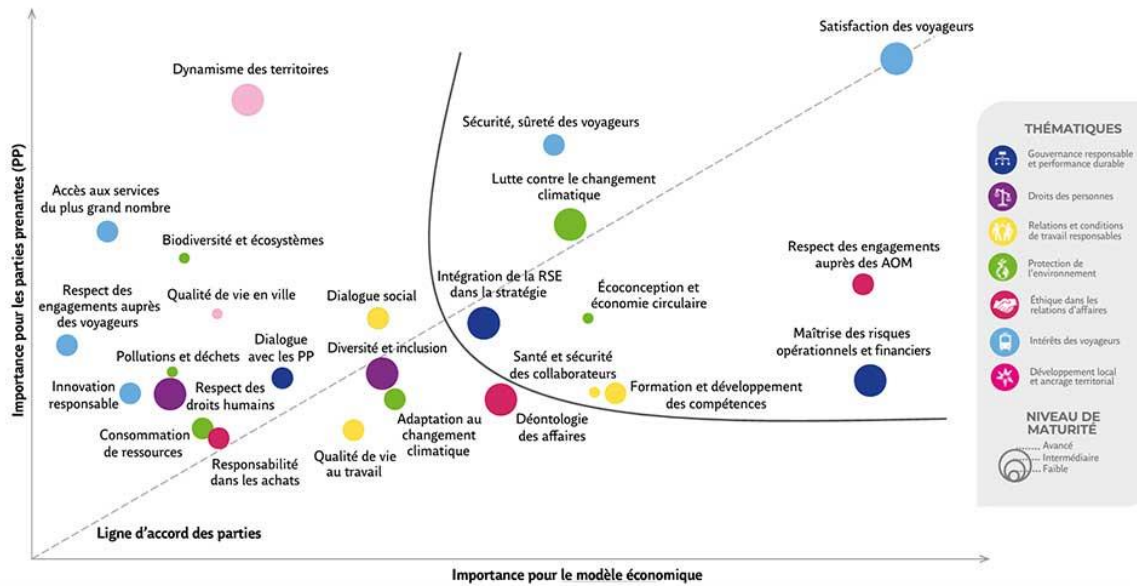 Importance pour les parties prenantes (PP)
Satisfaction des voyageurs
Dynamisme des territoires
Sécurité, sûreté des voyageurs
Lutte contre le changement
climatique
Accès aux services
du plus grand nombre
Biodiversité et écosystèmes
Respect des engagements
auprès des AOM
Intégration de la RSE
dans la stratégie
Écoconception et
économie circulaire
Respect des
engagements auprès
des voyageurs
Qualité de vie en ville
Dialogue social
Maîtrise des risques
opérationnels et financiers
Dialogue
avec les PP
Diversité et inclusion
Pollutions et déchets
Santé et sécurité
des collaborateurs
Innovation
responsable
Respect des
droits humains
Formation et développement
des compétences
Consommation
de ressources
Adaptation au
changement
climatique
Déontologie
des affaires
Responsabilité
dans les achats
Qualité de vie
au travail
Ligne d'accord des parties
Importance pour le modèle économique
THÉMATIQUES
Gouvernance responsable
et performance durable
Droits des personnes
Relations et conditions
de travail responsables
Protection de
l'environnement
Éthique dans les
relations d'affaires
Intérêts des voyageurs
Développement local
et ancrage territorial
NIVEAU DE
MATURITÉ
Avancé
Intermédiaire
Faible